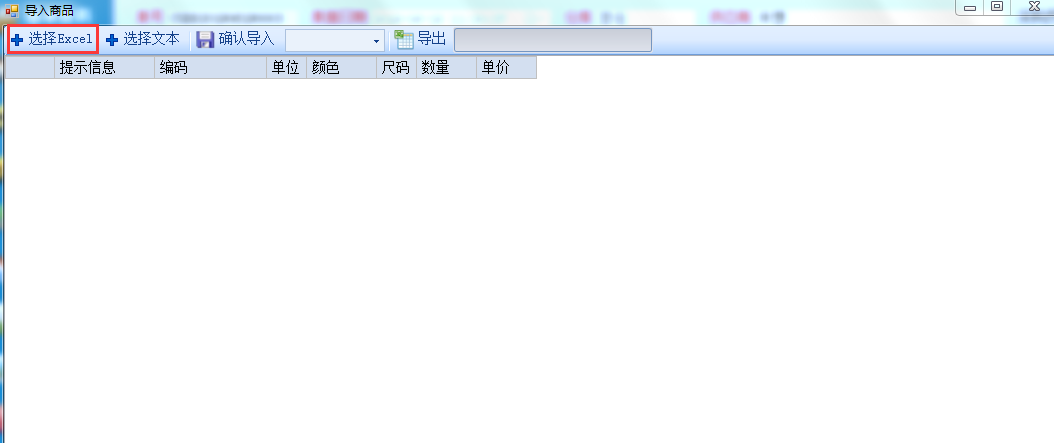 导入商品
选择Excel 选择文本 确认导入 导出
提示信息 编码 单位 颜色 尺码 数量 单价